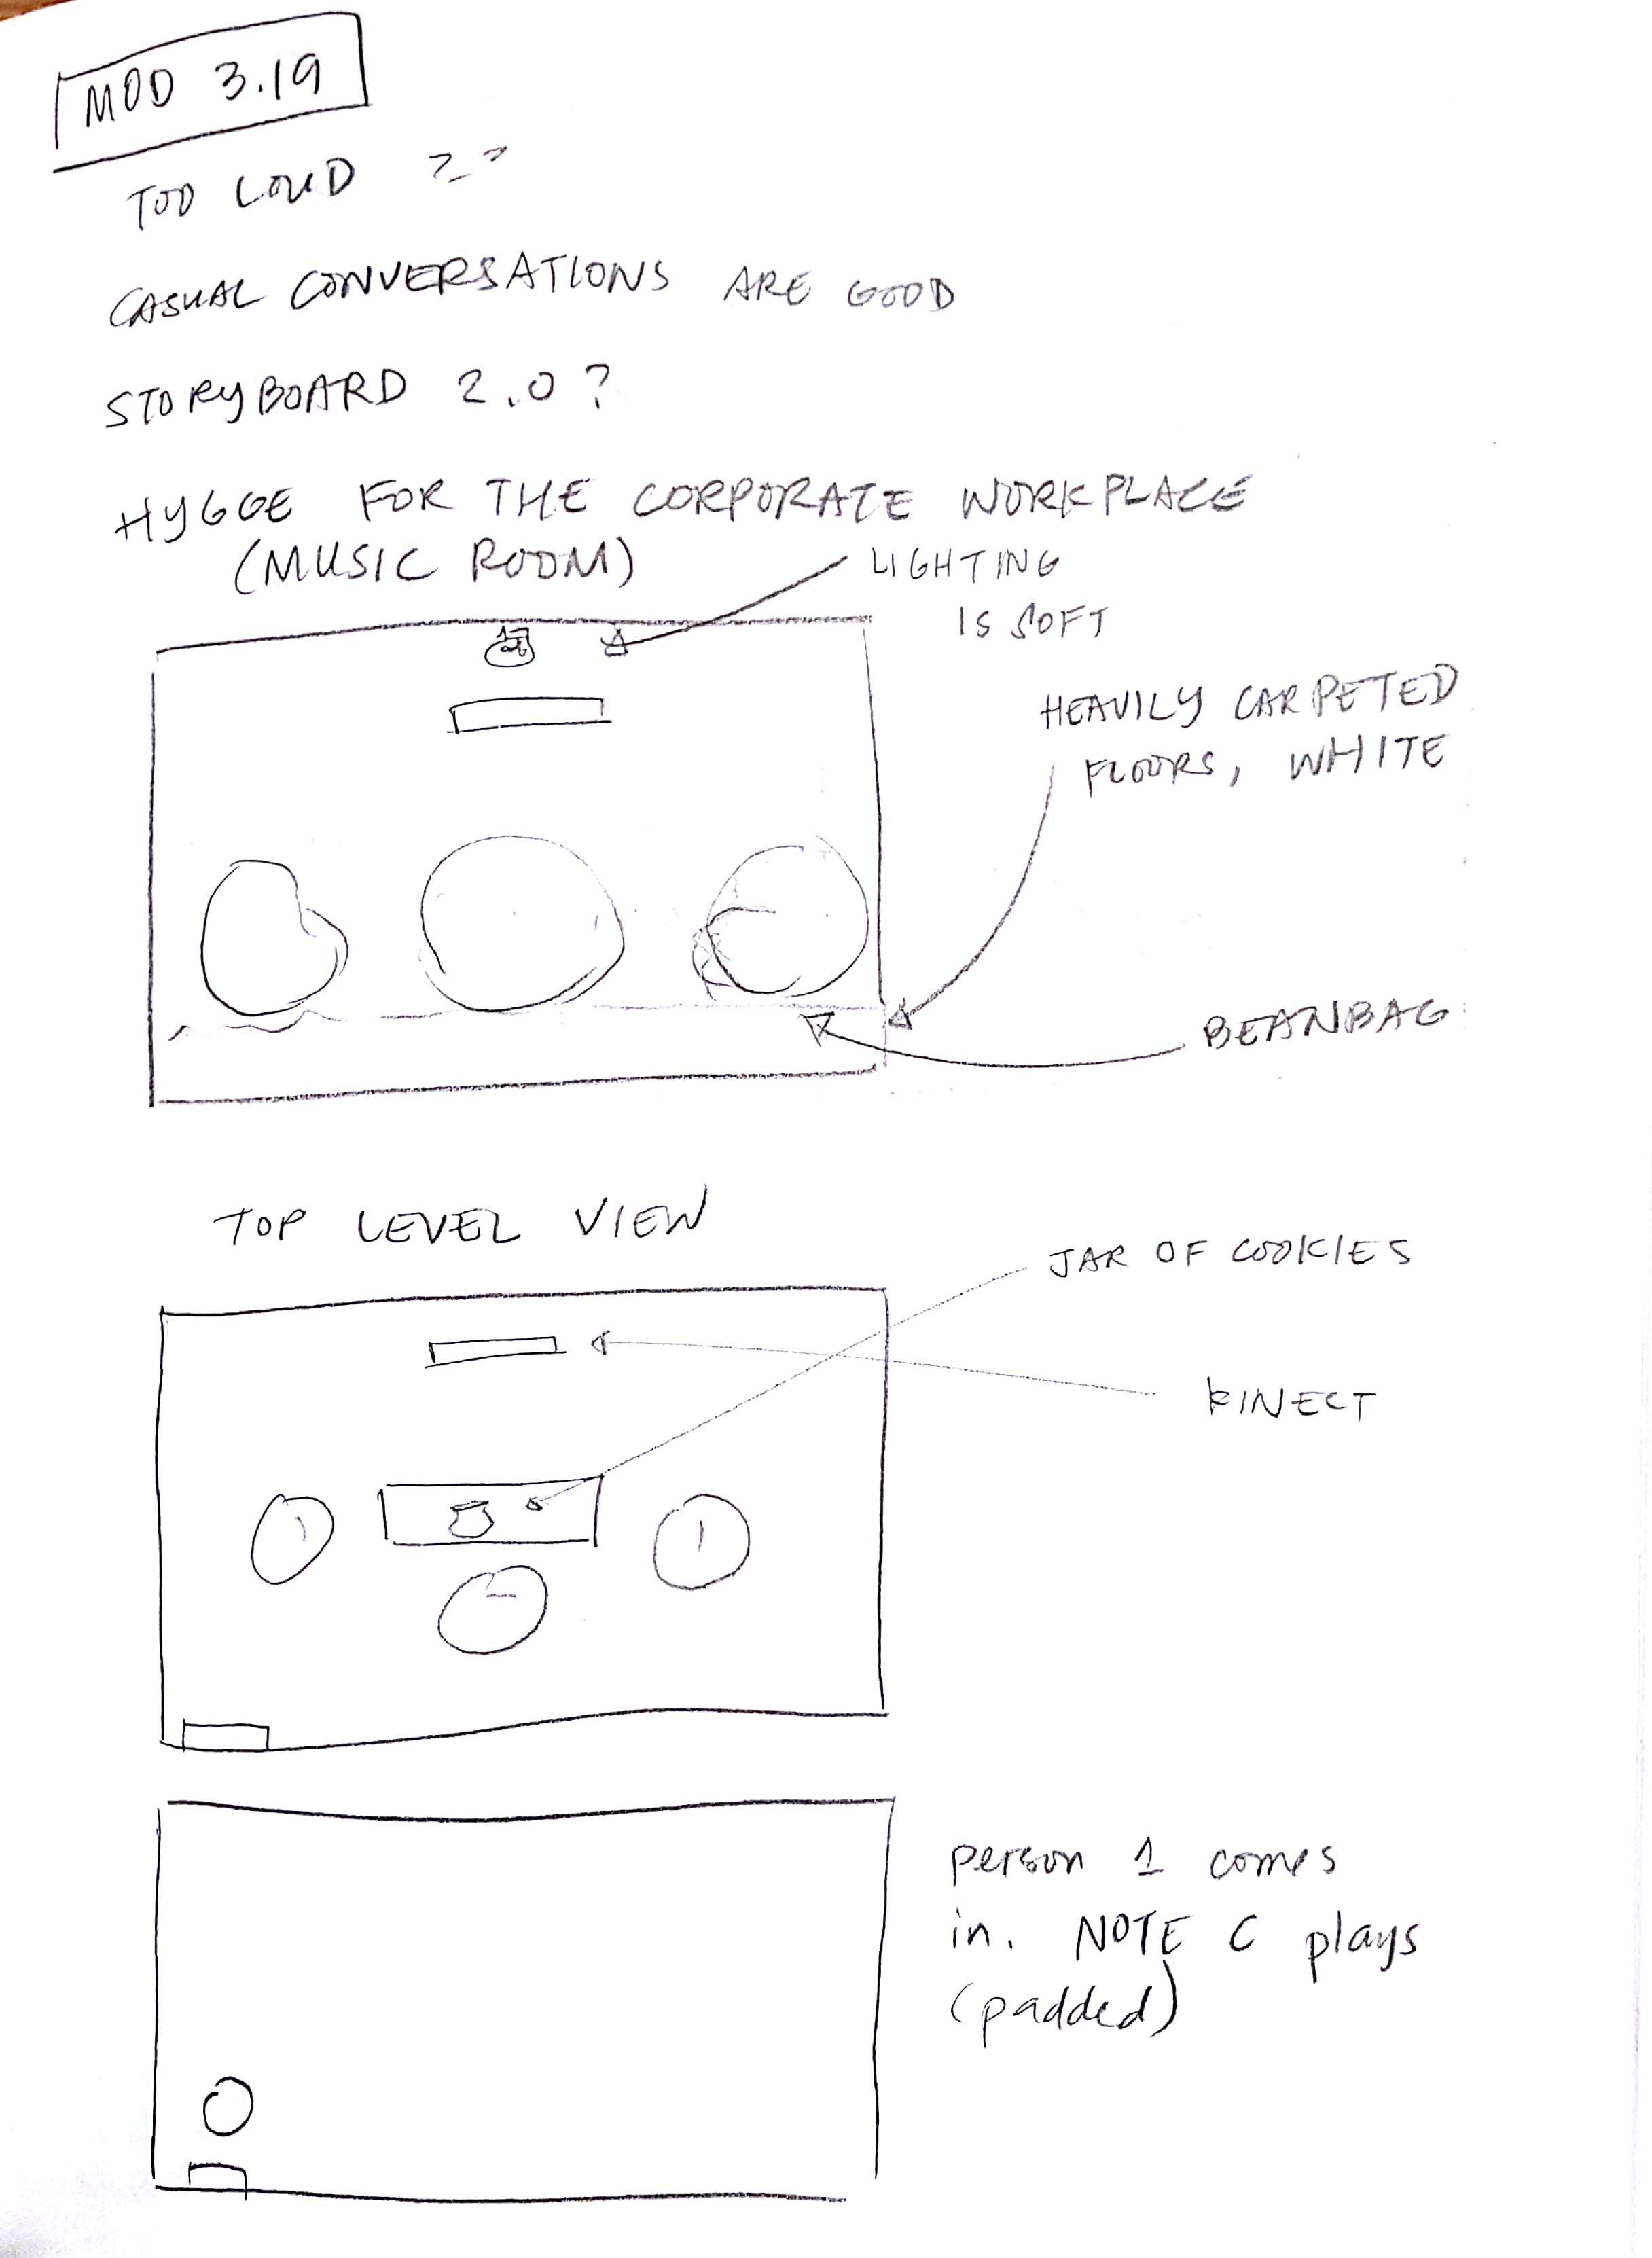 MOD 3.19
TOO LOUD ??
CASUAL CONVERSATIONS ARE GOOD
STORYBOARD 2.0?
HYGGE FOR THE CORPORATE WORKPLACE
(MUSIC ROOM)
LIGHTING
IS SOFT
HEAVILY CARPETED
FLOORS, WHITE
BEANBAG
TOP LEVEL VIEW
JAR OF COOKIES
KINECT
person 1 comes
in. NOTE C plays
(padded)